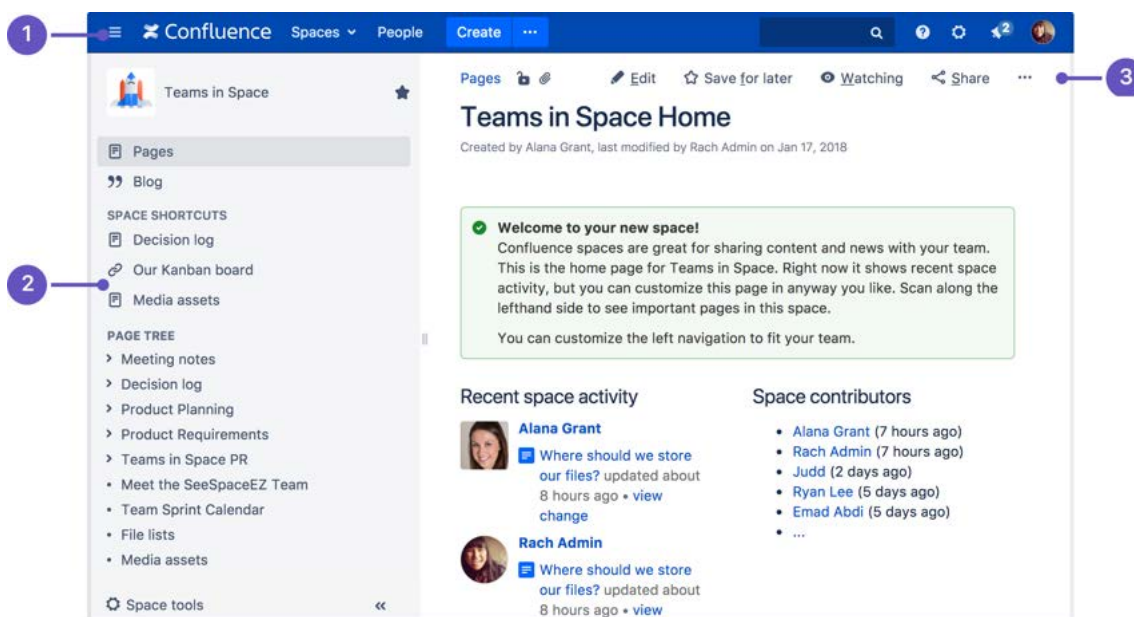 1
Confluence Spaces People Create ... 2
3
Teams in Space
Pages
Blog
SPACE SHORTCUTS
Decision log
2
Our Kanban board
Media assets
PAGE TREE
Meeting notes
Decision log
Product Planning
Product Requirements
Teams in Space PR
• Meet the SeeSpaceEZ Team
• Team Sprint Calendar
• File lists
• Media assets
Space tools «
Pages Edit Save for later Watching Share ...
Teams in Space Home
Created by Alana Grant, last modified by Rach Admin on Jan 17, 2018
Welcome to your new space!
Confluence spaces are great for sharing content and news with your team.
This is the home page for Teams in Space. Right now it shows recent space
activity, but you can customize this page in anyway you like. Scan along the
lefthand side to see important pages in this space.
You can customize the left navigation to fit your team.
Recent space activity
Alana Grant
Where should we store
our files? updated about
8 hours ago • view
change
Rach Admin
Where should we store
our files? updated about
8 hours ago • view
Space contributors
• Alana Grant (7 hours ago)
• Rach Admin (7 hours ago)
• Judd (2 days ago)
• Ryan Lee (5 days ago)
• Emad Abdi (5 days ago)
• ...